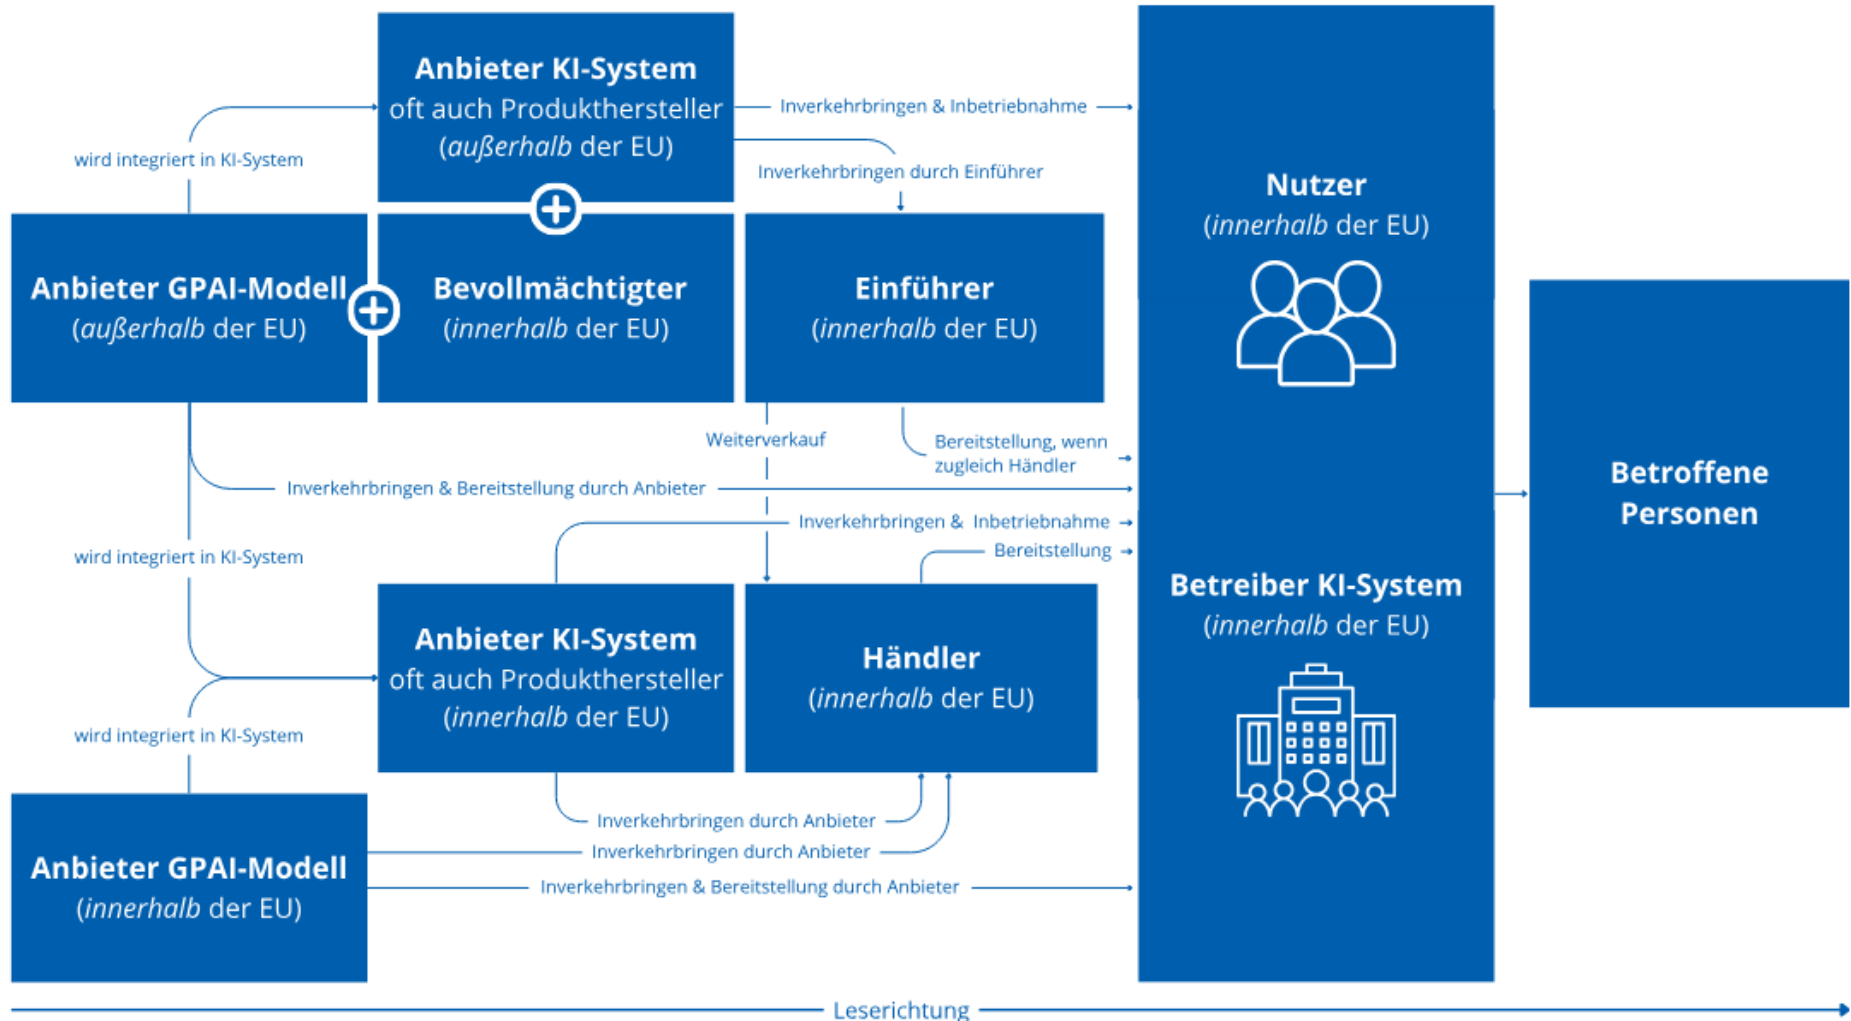 Anbieter KI-System
oft auch Produkthersteller
(außerhalb der EU)
Inverkehrbringen & Inbetriebnahme
wird integriert in KI-System
Inverkehrbringen durch Einführer
Anbieter GPAI-Modell
(außerhalb der EU)
Bevollmächtigter
(innerhalb der EU)
Einführer
(innerhalb der EU)
Nutzer
(innerhalb der EU)
Weiterverkauf
Bereitstellung, wenn
zugleich Händler
Inverkehrbringen & Bereitstellung durch Anbieter
Inverkehrbringen & Inbetriebnahme
Bereitstellung
wird integriert in KI-System
Betroffene
Personen
Anbieter KI-System
oft auch Produkthersteller
(innerhalb der EU)
Händler
(innerhalb der EU)
Betreiber KI-System
(innerhalb der EU)
wird integriert in KI-System
Inverkehrbringen durch Anbieter
Inverkehrbringen durch Anbieter
Anbieter GPAI-Modell
(innerhalb der EU)
Inverkehrbringen & Bereitstellung durch Anbieter
Leserichtung